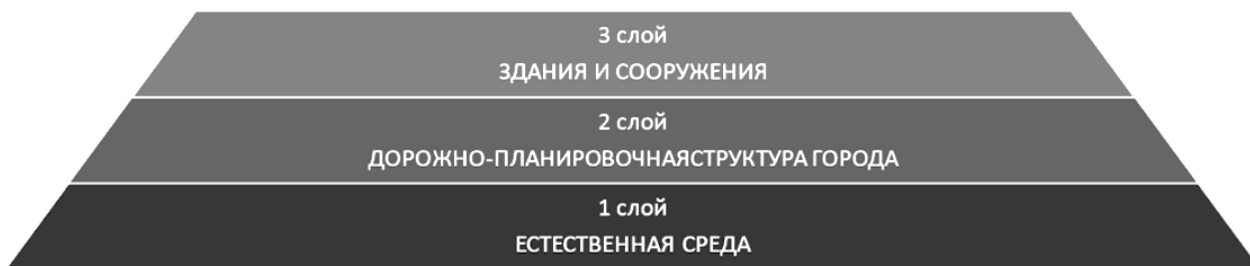 3 слой
ЗДАНИЯ И СООРУЖЕНИЯ
2 слой
ДОРОЖНО-ПЛАНИРОВОЧНАЯСТРУКТУРА ГОРОДА
1 слой
ЕСТЕСТВЕННАЯ СРЕДА